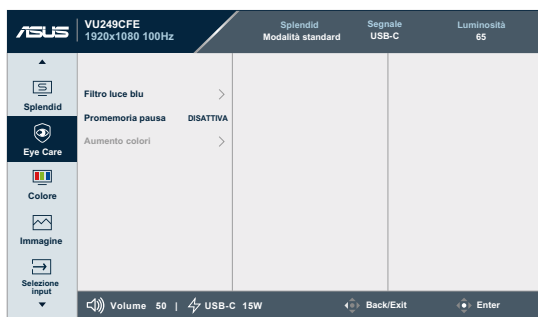 ASUS
VU249CFE
1920x1080 100Hz
Splendid
Modalità standard
Segnale
USB-C
Luminosità
65
Splendid
Eye Care
Colore
Immagine
Selezione
input
Filtro luce blu
Promemoria pausa DISATTIVA
Aumento colori
Volume 50 | USB-C 15W
Back/Exit
Enter